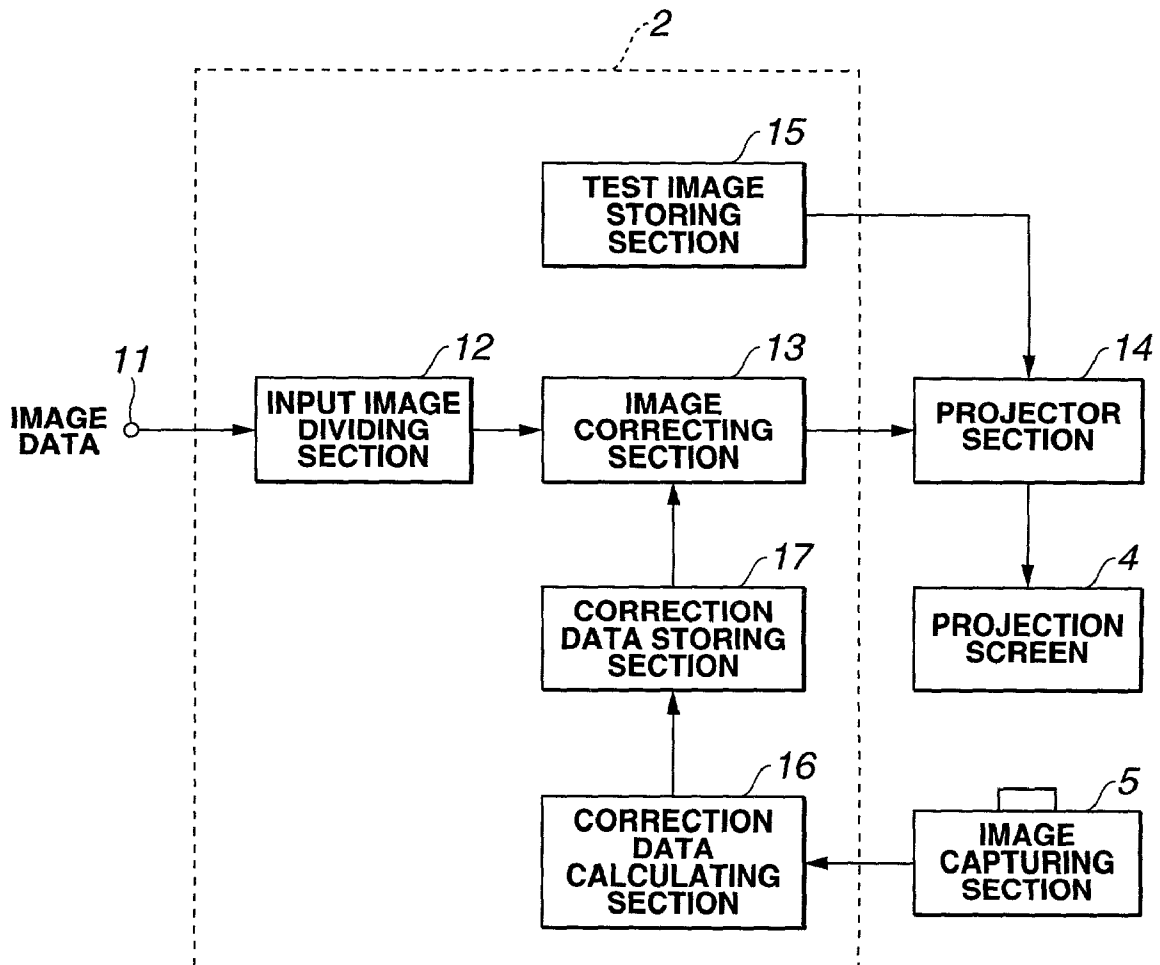 2
15
TEST IMAGE
STORING
SECTION
11
IMAGE
DATA
12
INPUT IMAGE
DIVIDING
SECTION
13
IMAGE
CORRECTING
SECTION
14
PROJECTOR
SECTION
17
CORRECTION
DATA STORING
SECTION
4
PROJECTION
SCREEN
16
CORRECTION
DATA
CALCULATING
SECTION
5
IMAGE
CAPTURING
SECTION